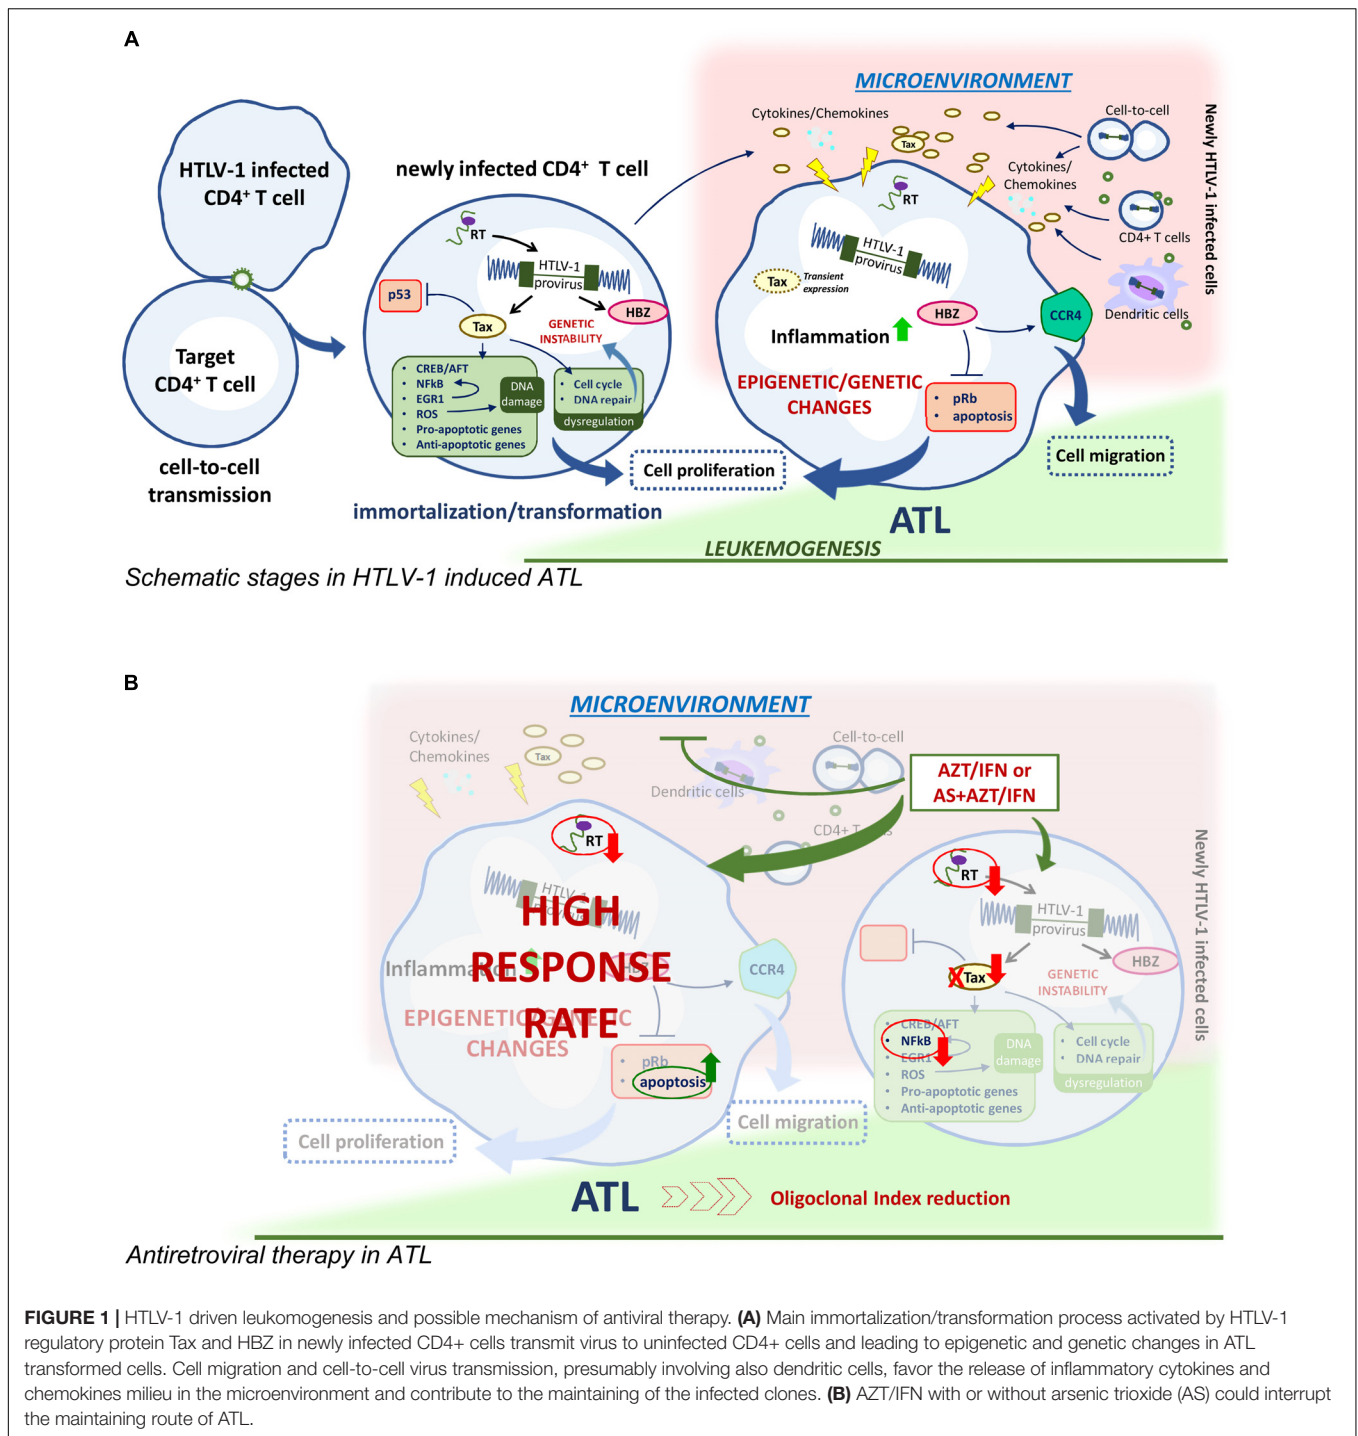 A
MICROENVIRONMENT
Cytokines/Chemokines
Tax
Cell-to-cell
Cytokines/
Chemokines
CD4+ T cells
Dendritic cells
Newly HTLV-1 infected cells
HTLV-1 infected
CD4+ T cell
Target
CD4+ T cell
cell-to-cell
transmission
newly infected CD4+ T cell
RT
HTLV-1
provirus
p53
Tax
HBZ
GENETIC
INSTABILITY
• CREB/AFT
• NFkB
• EGR1
• ROS
• Pro-apoptotic genes
• Anti-apoptotic genes
DNA
damage
• Cell cycle
• DNA repair
dysregulation
immortalization/transformation
Cell proliferation
RT
HTLV-1
provirus
Tax
Transient
expression
HBZ
CCR4
Inflammation
EPIGENETIC/GENETIC
CHANGES
• pRb
• apoptosis
Cell migration
ATL
LEUKEMOGENESIS
Schematic stages in HTLV-1 induced ATL
B
MICROENVIRONMENT
Cytokines/
Chemokines
Tax
Dendritic cells
Cell-to-cell
CD4+ T cells
AZT/IFN or
AS+AZT/IFN
Newly HTLV-1 infected cells
RT
HTLV-1
provirus
HIGH
RESPONSE
RATE
Inflammation
HBZ
CCR4
EPIGENETIC/GENETIC
CHANGES
• pRb
• apoptosis
Cell proliferation
Cell migration
RT
HTLV-1
provirus
X Tax
HBZ
GENETIC
INSTABILITY
• CREB/AFT
• NFkB
• EGR1
• ROS
• Pro-apoptotic genes
• Anti-apoptotic genes
DNA
damage
• Cell cycle
• DNA repair
dysregulation
ATL
Oligoclonal Index reduction
Antiretroviral therapy in ATL
FIGURE 1 | HTLV-1 driven leukomogenesis and possible mechanism of antiviral therapy. (A) Main immortalization/transformation process activated by HTLV-1
regulatory protein Tax and HBZ in newly infected CD4+ cells transmit virus to uninfected CD4+ cells and leading to epigenetic and genetic changes in ATL
transformed cells. Cell migration and cell-to-cell virus transmission, presumably involving also dendritic cells, favor the release of inflammatory cytokines and
chemokines milieu in the microenvironment and contribute to the maintaining of the infected clones. (B) AZT/IFN with or without arsenic trioxide (AS) could interrupt
the maintaining route of ATL.